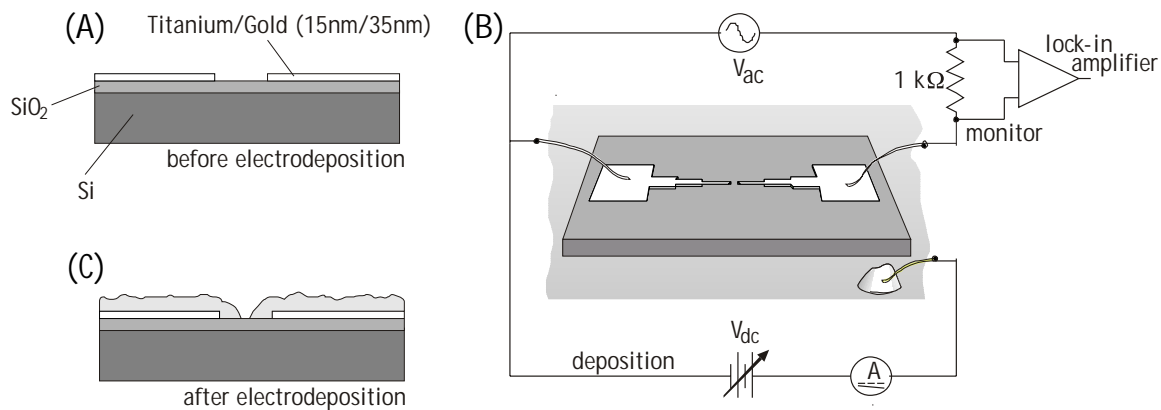 (A)
Titanium/Gold (15nm/35nm)
SiO2
Si
before electrodeposition
(B)
Vac
1 kΩ
lock-in
amplifier
monitor
(C)
after electrodeposition
Vdc
deposition
A